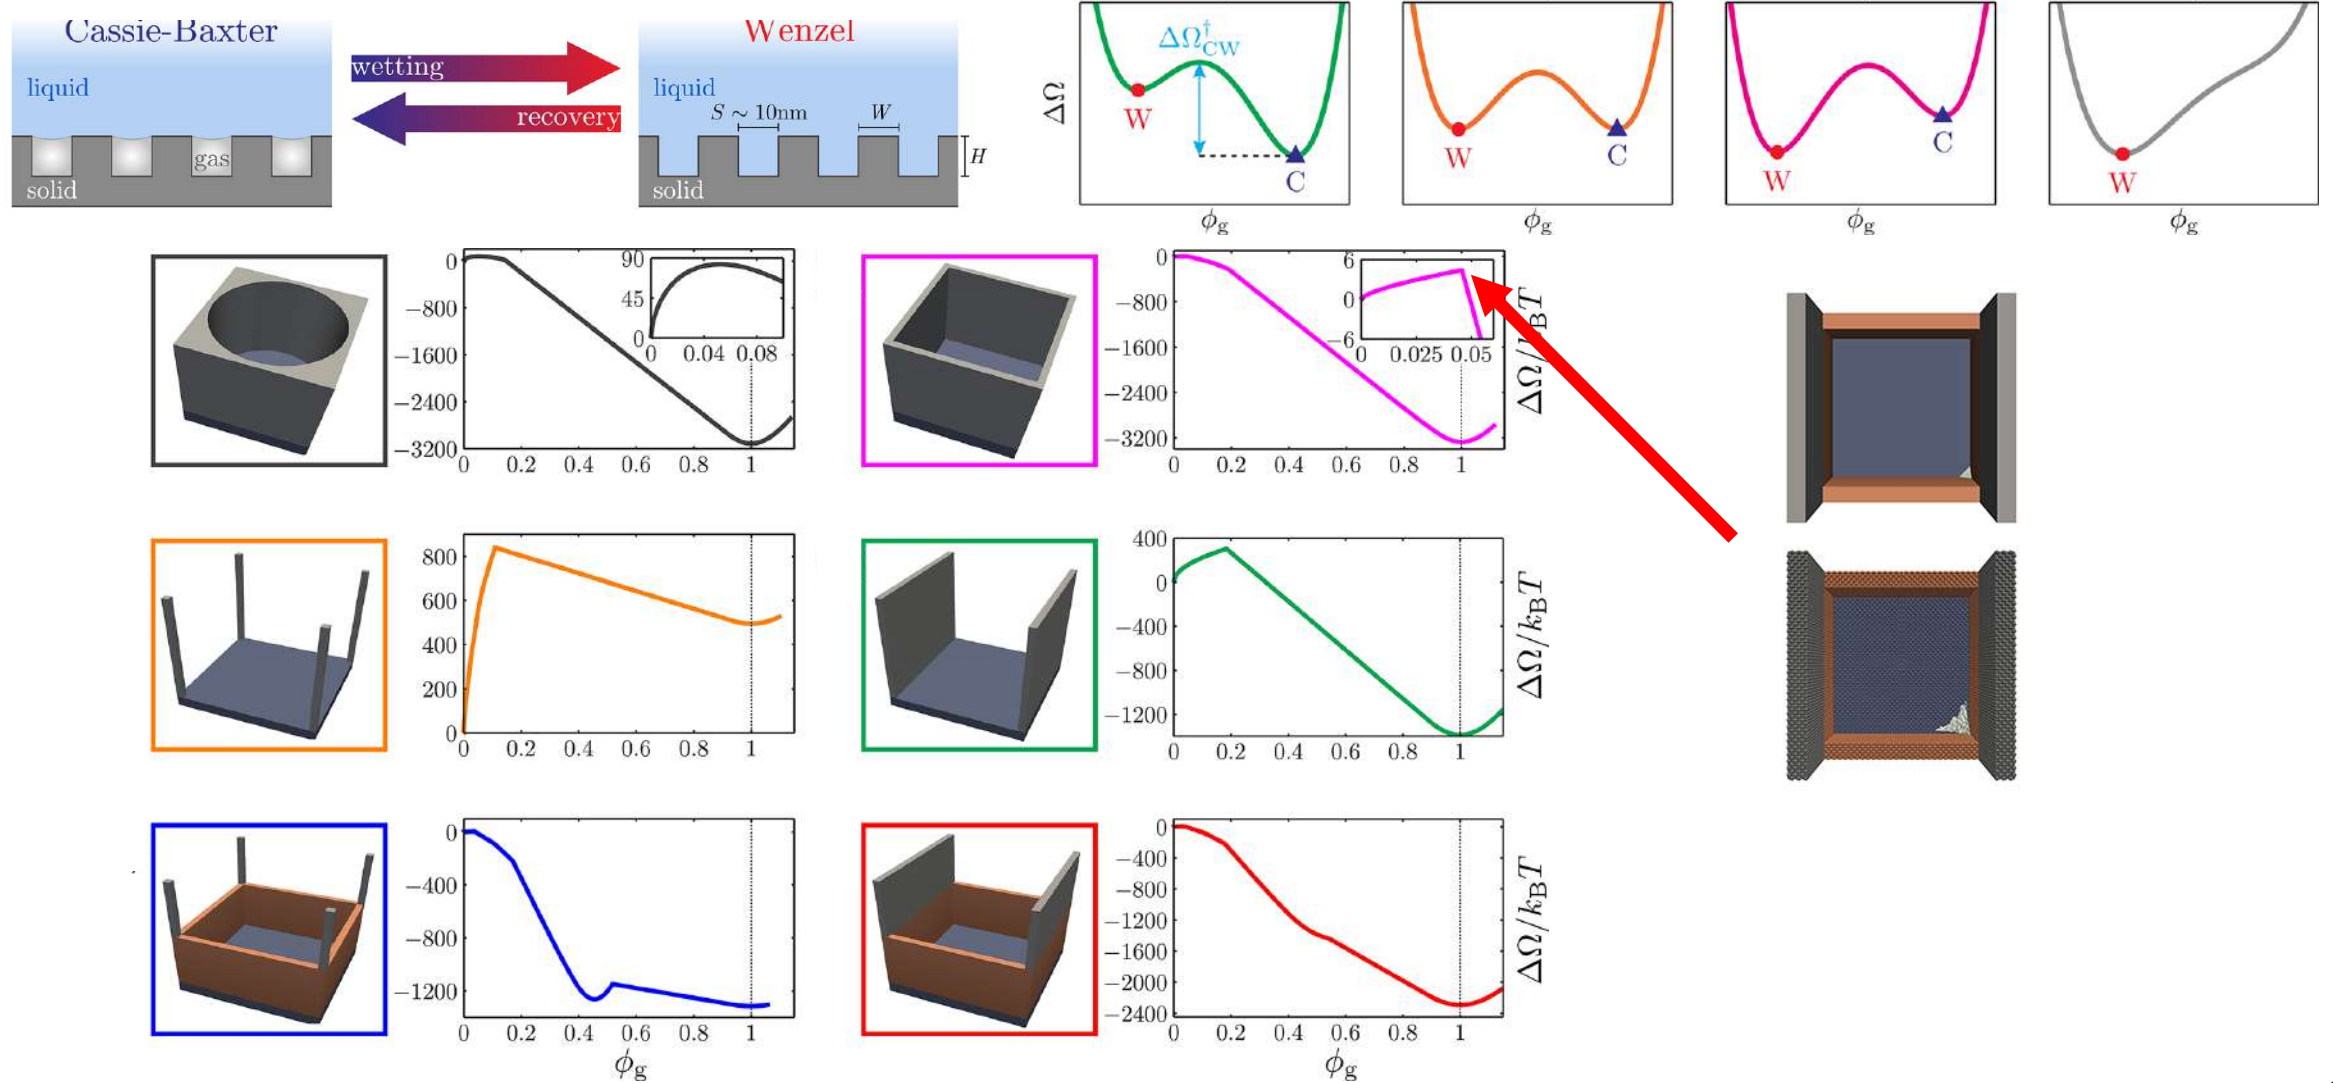 Cassie-Baxter
liquid
gas
solid
wetting
recovery
Wenzel
liquid
S ∼ 10nm
W
H
solid
ΔΩ
ΔΩ†CW
W
C
ϕg
W
C
ϕg
W
C
ϕg
W
ϕg
0
−800
−1600
−2400
−3200
0 0.2 0.4 0.6 0.8 1
90
45
0
0 0.04 0.08
0
−800
−1600
−2400
−3200
0 0.2 0.4 0.6 0.8 1
6
0
−6
0 0.025 0.05
ΔΩ/kBT
800
600
400
200
0
0 0.2 0.4 0.6 0.8 1
400
0
−400
−800
−1200
0 0.2 0.4 0.6 0.8 1
ΔΩ/kBT
0
−400
−800
−1200
0 0.2 0.4 0.6 0.8 1
ϕg
0
−400
−800
−1200
−1600
−2000
−2400
0 0.2 0.4 0.6 0.8 1
ϕg
ΔΩ/kBT